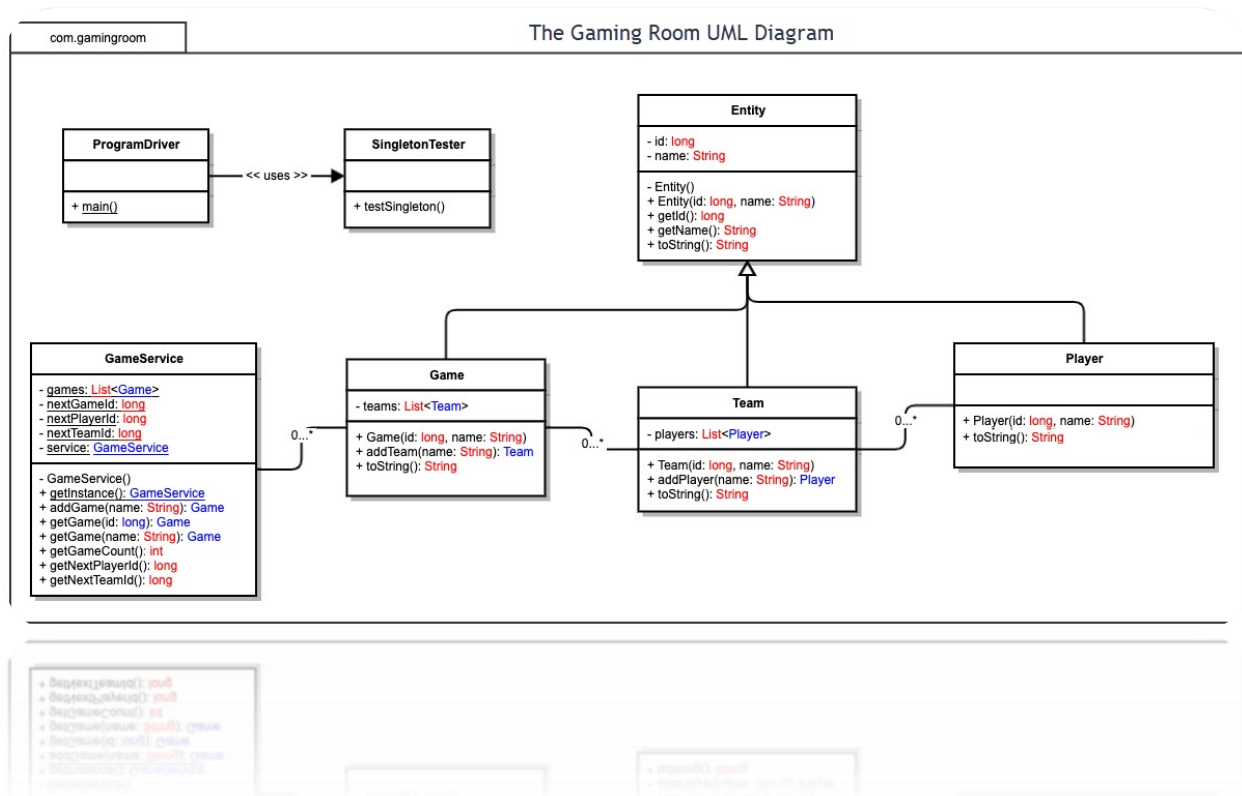 com.gamingroom
The Gaming Room UML Diagram
ProgramDriver
+ main()
<< uses >>
SingletonTester
+ testSingleton()
Entity
- id: long
- name: String
- Entity()
+ Entity(id: long, name: String)
+ getId(): long
+ getName(): String
+ toString(): String
GameService
- games: List<Game>
- nextGameId: long
- nextPlayerId: long
- nextTeamId: long
- service: GameService
- GameService()
+ getInstance(): GameService
+ addGame(name: String): Game
+ getGame(id: long): Game
+ getGame(name: String): Game
+ getGameCount(): int
+ getNextPlayerId(): long
+ getNextTeamId(): long
0...*
Game
- teams: List<Team>
+ Game(id: long, name: String)
+ addTeam(name: String): Team
+ toString(): String
0...*
Team
- players: List<Player>
+ Team(id: long, name: String)
+ addPlayer(name: String): Player
+ toString(): String
0...*
Player
+ Player(id: long, name: String)
+ toString(): String